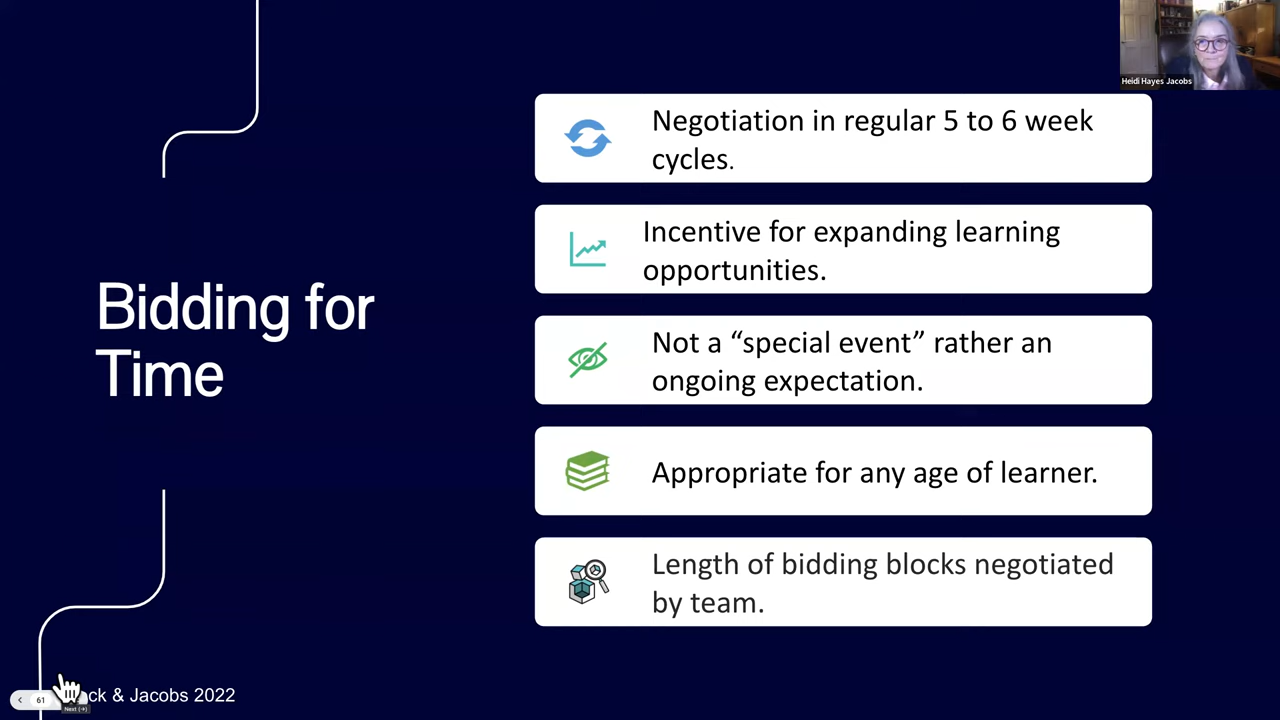 Heidi Hayes Jacobs
Negotiation in regular 5 to 6 week
cycles.
Incentive for expanding learning
opportunities.
Bidding for
Time
Not a “special event” rather an
ongoing expectation.
Appropriate for any age of learner.
Length of bidding blocks negotiated
by team.
& Jacobs 2022
61
Next (→)